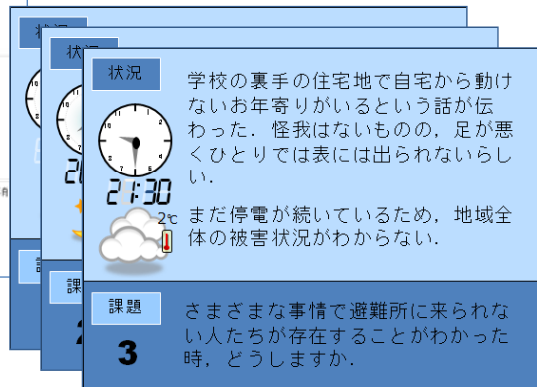 状況
学校の裏手の住宅地で自宅から動け
ないお年寄りがいるという話が伝
わった．怪我はないものの，足が悪
くひとりでは表には出られないらし
い．
21:30
2℃
まだ停電が続いているため，地域全
体の被害状況がわからない．
課題
3
さまざまな事情で避難所に来られな
い人たちが存在することがわかった
時，どうしますか．